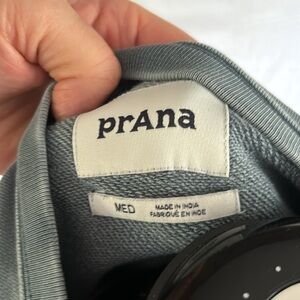 prAna
MED
MADE IN INDIA
FABRIQUÉ EN INDE